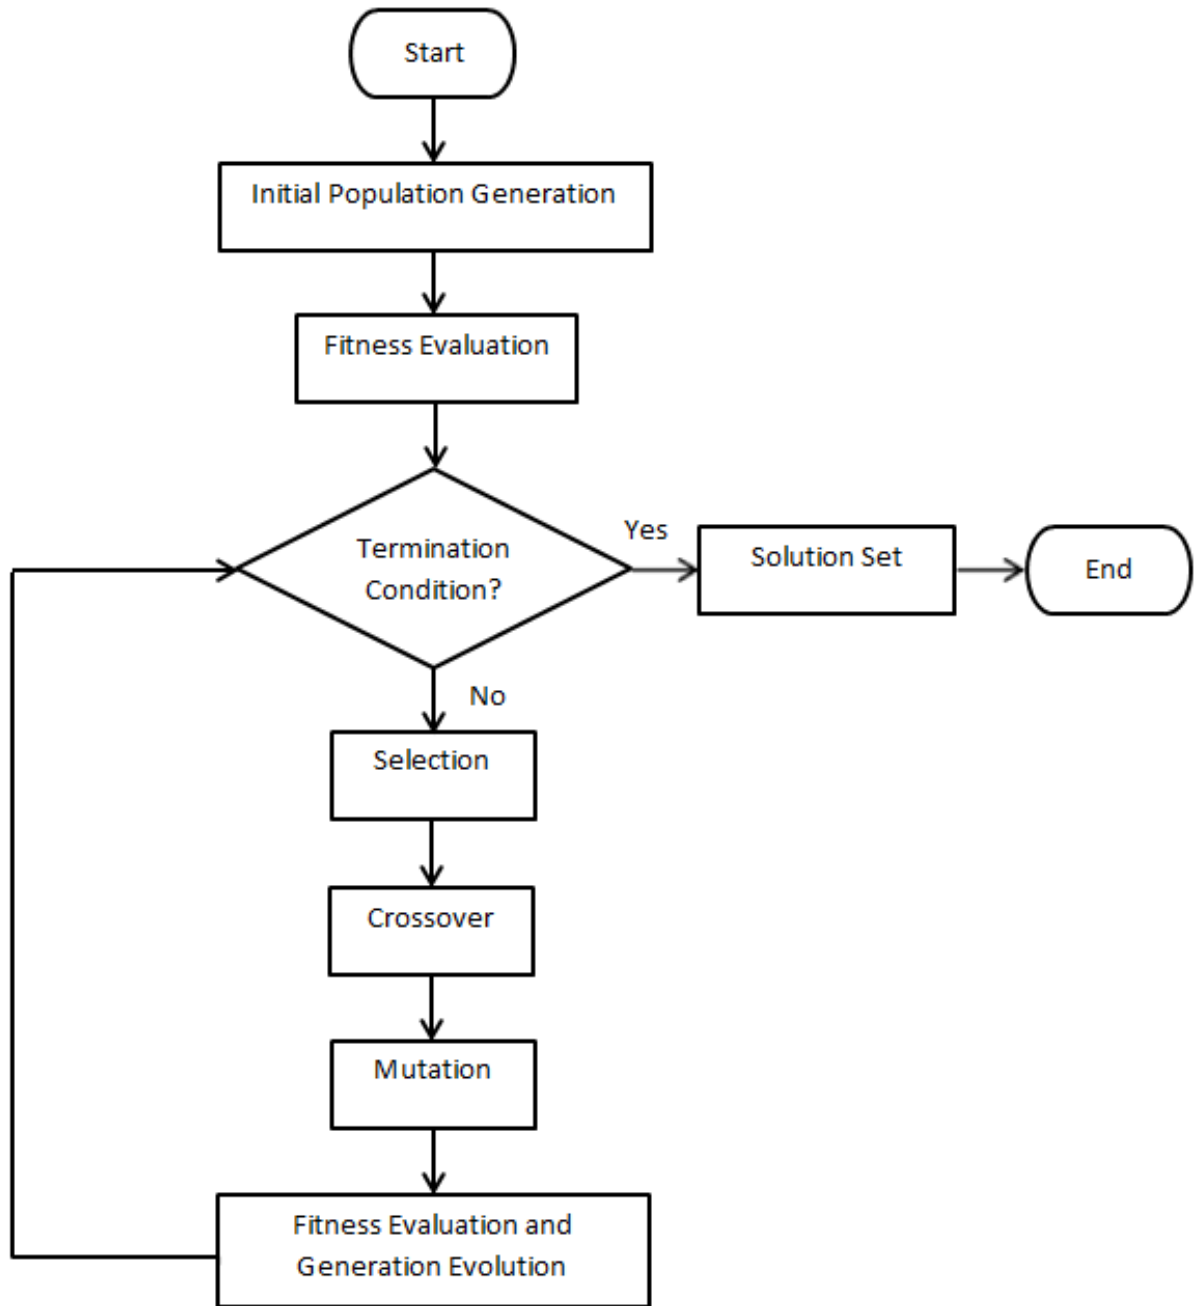 Start
Initial Population Generation
Fitness Evaluation
Termination
Condition?
Yes
Solution Set
End
No
Selection
Crossover
Mutation
Fitness Evaluation and
Generation Evolution